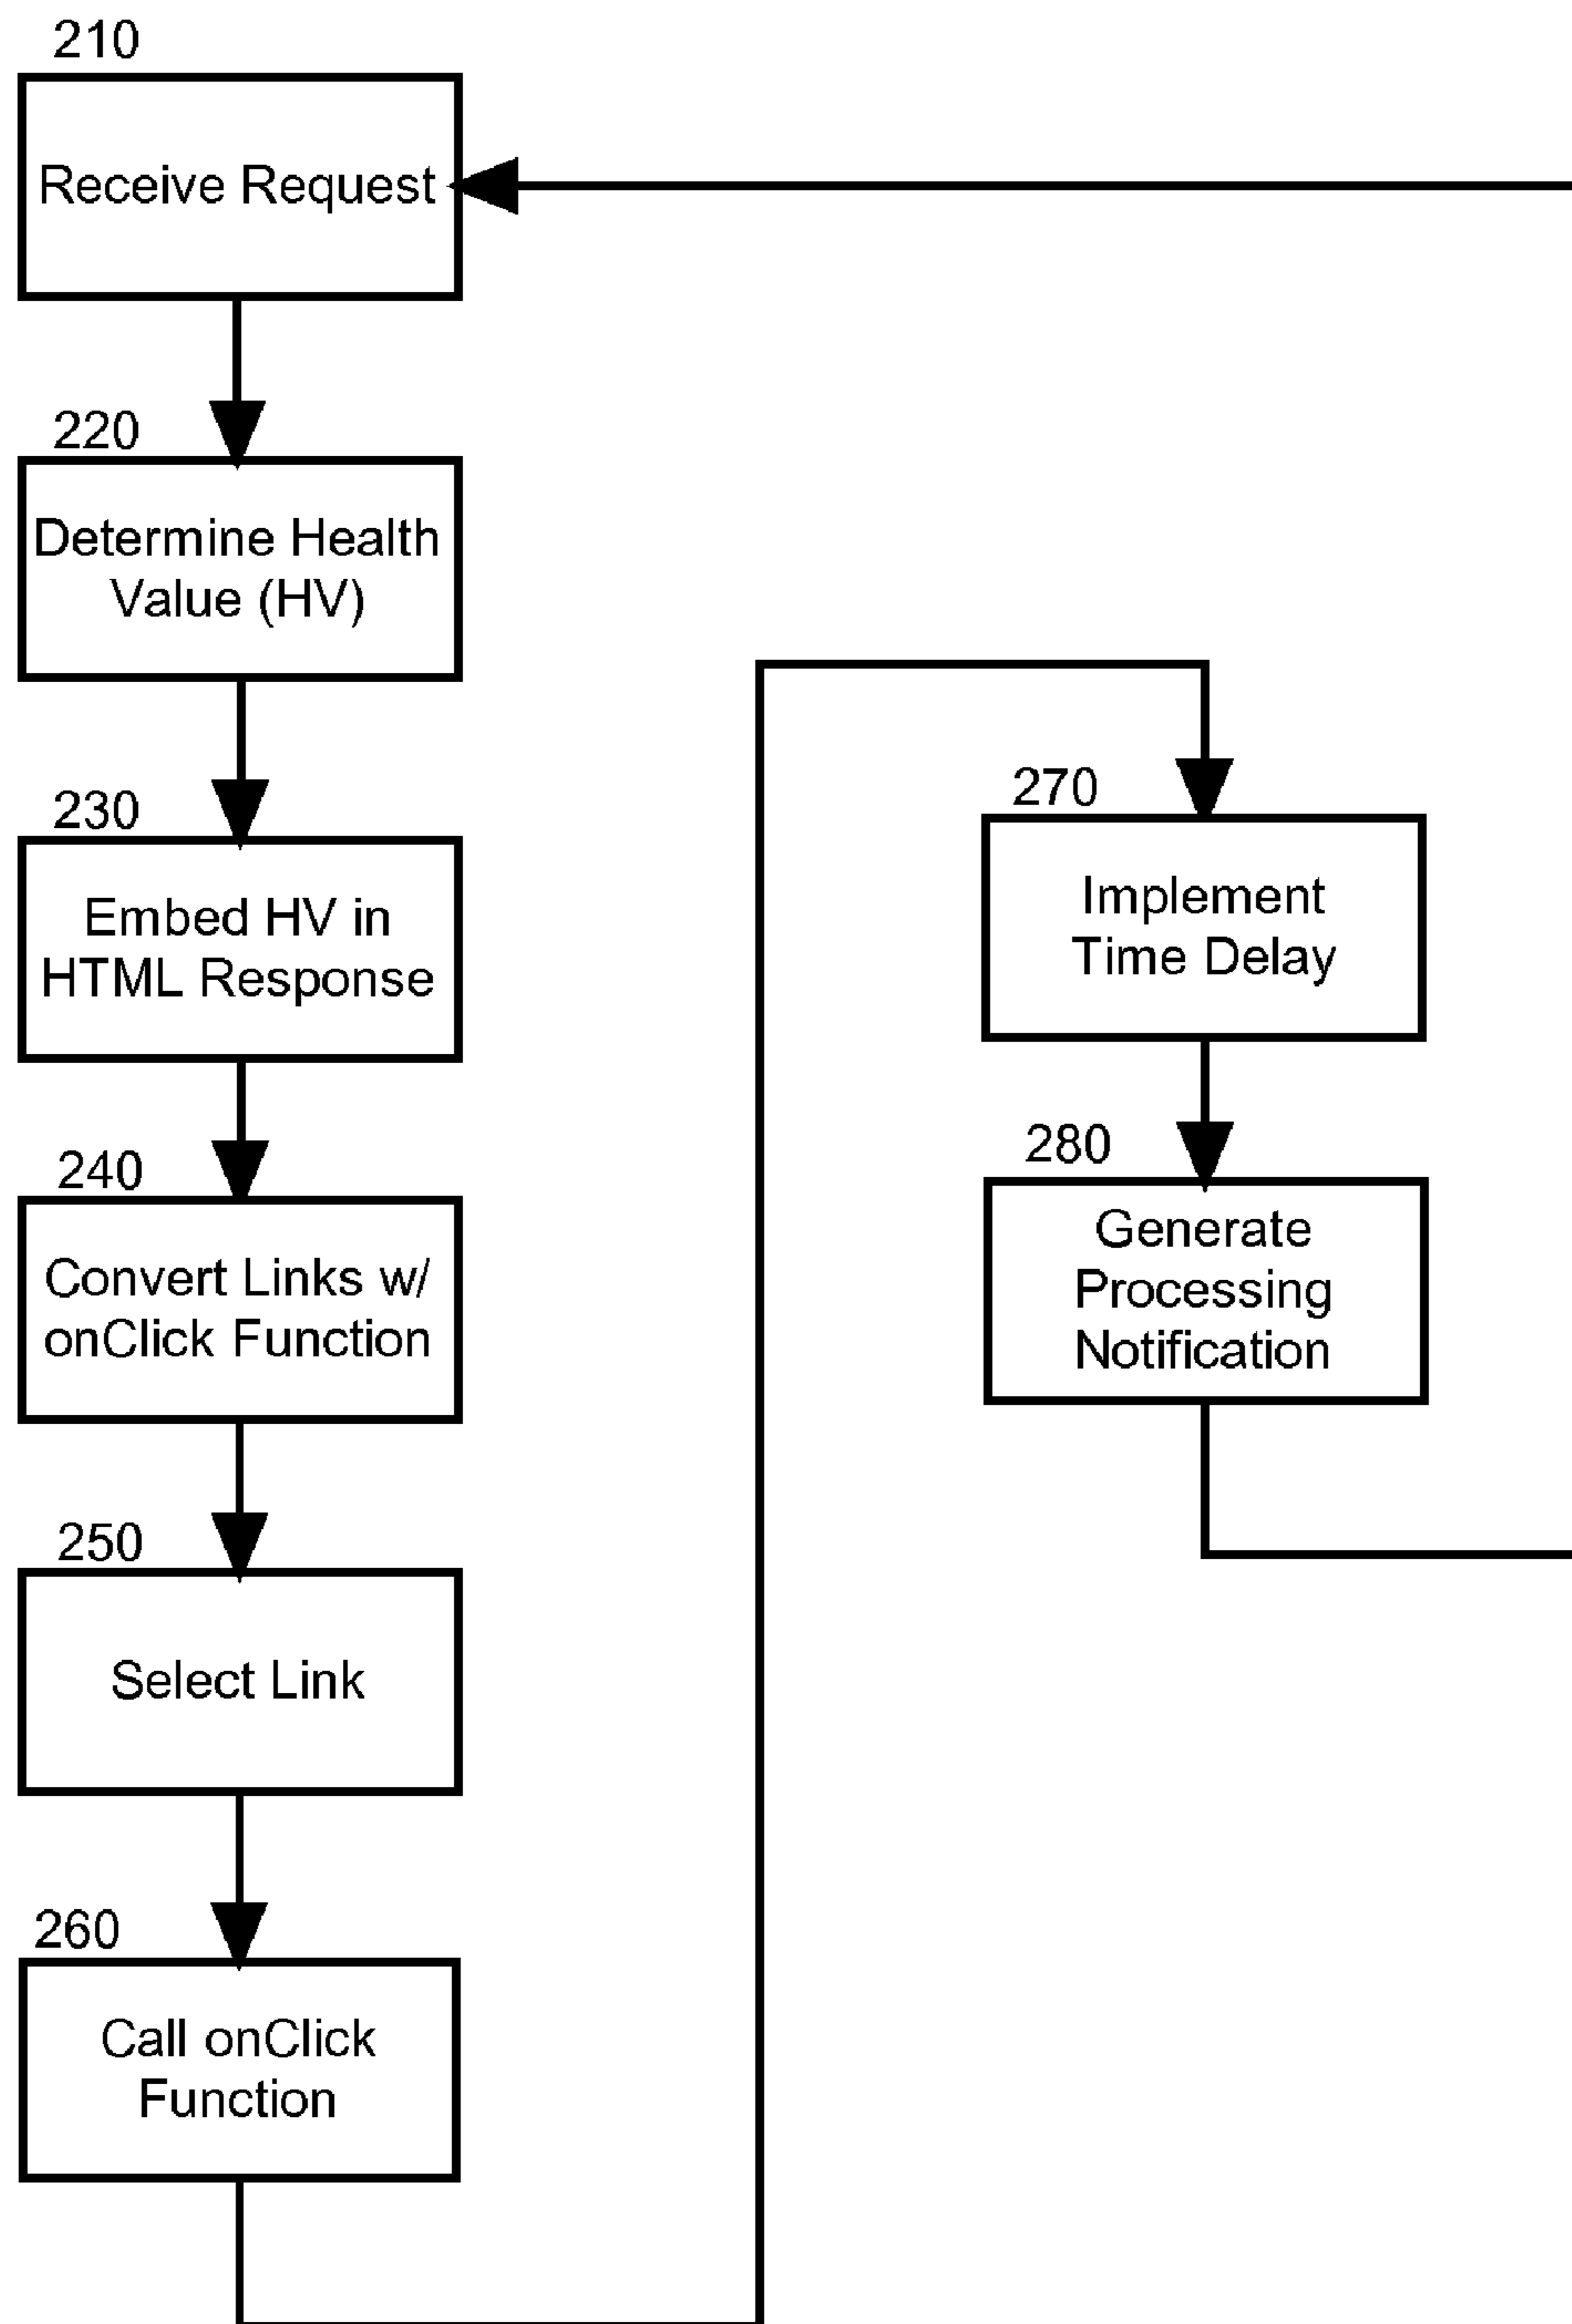 210
Receive Request
220
Determine Health
Value (HV)
230
Embed HV in
HTML Response
240
Convert Links w/
onClick Function
250
Select Link
260
Call onClick
Function
270
Implement
Time Delay
280
Generate
Processing
Notification